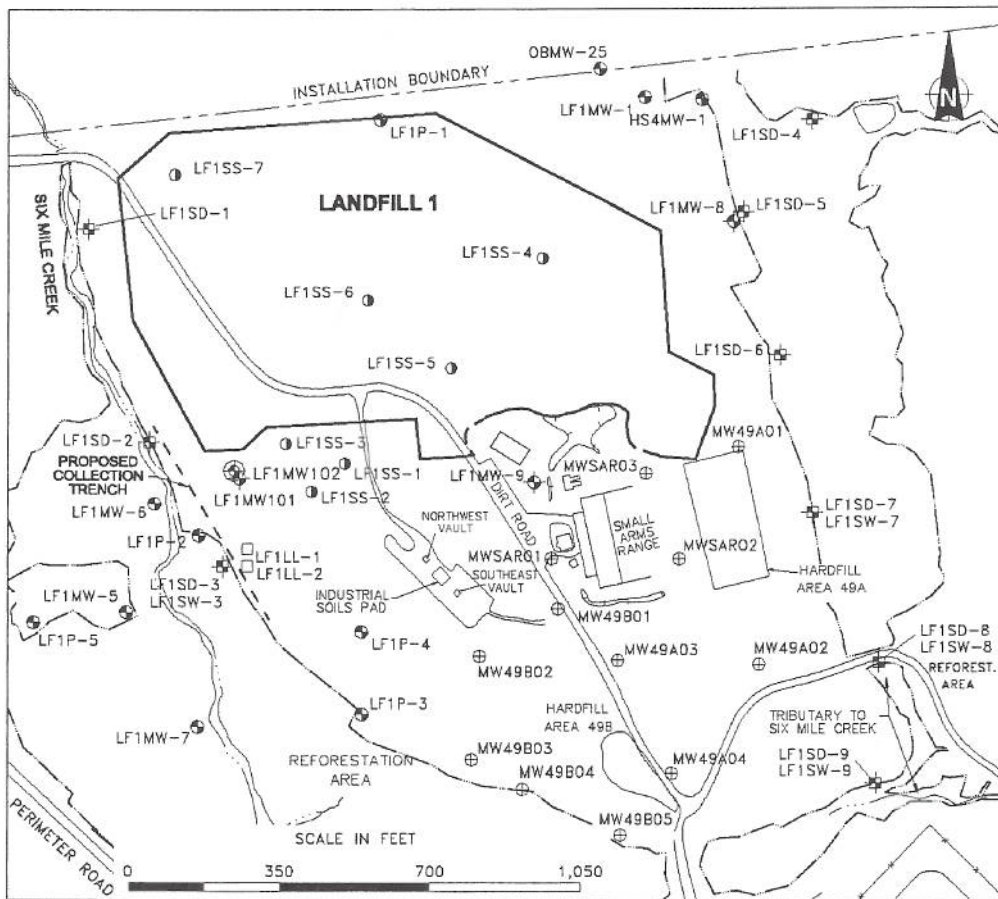 OBMW-25
INSTALLATION BOUNDARY
N
LF1P-1
LF1MW-1
HS4MW-1
LF1SD-4
LF1SS-7
LANDFILL 1
SIX MILE CREEK
LF1SD-1
LF1MW-8
LF1SD-5
LF1SS-4
LF1SS-6
LF1SS-5
LF1SD-6
LF1SD-2
LF1SS-3
MW49A01
PROPOSED
COLLECTION
TRENCH
LF1MW102
LF1SS-1
LF1MW-9
MWSAR03
LF1MW101
LF1SS-2
DIRT ROAD
LF1MW-6
LF1SD-7
LF1SW-7
NORTHWEST
VAULT
SMALL
ARMS
RANGE
LF1P-2
LF1LL-1
LF1LL-2
MWSAR01
MWSAR02
LF1SD-3
LF1SW-3
INDUSTRIAL
SOILS PAD
SOUTHEAST
VAULT
HARDFILL
AREA 49A
LF1MW-5
LF1P-5
MW49B01
LF1P-4
MW49B02
MW49A03
MW49A02
LF1SD-8
LF1SW-8
REFOREST.
AREA
LF1P-3
HARDFILL
AREA 49B
TRIBUTARY TO
SIX MILE CREEK
LF1MW-7
REFORESTATION
AREA
MW49B03
MW49B04
MW49A04
LF1SD-9
LF1SW-9
PERIMETER ROAD
MW49B05
SCALE IN FEET
0 350 700 1,050